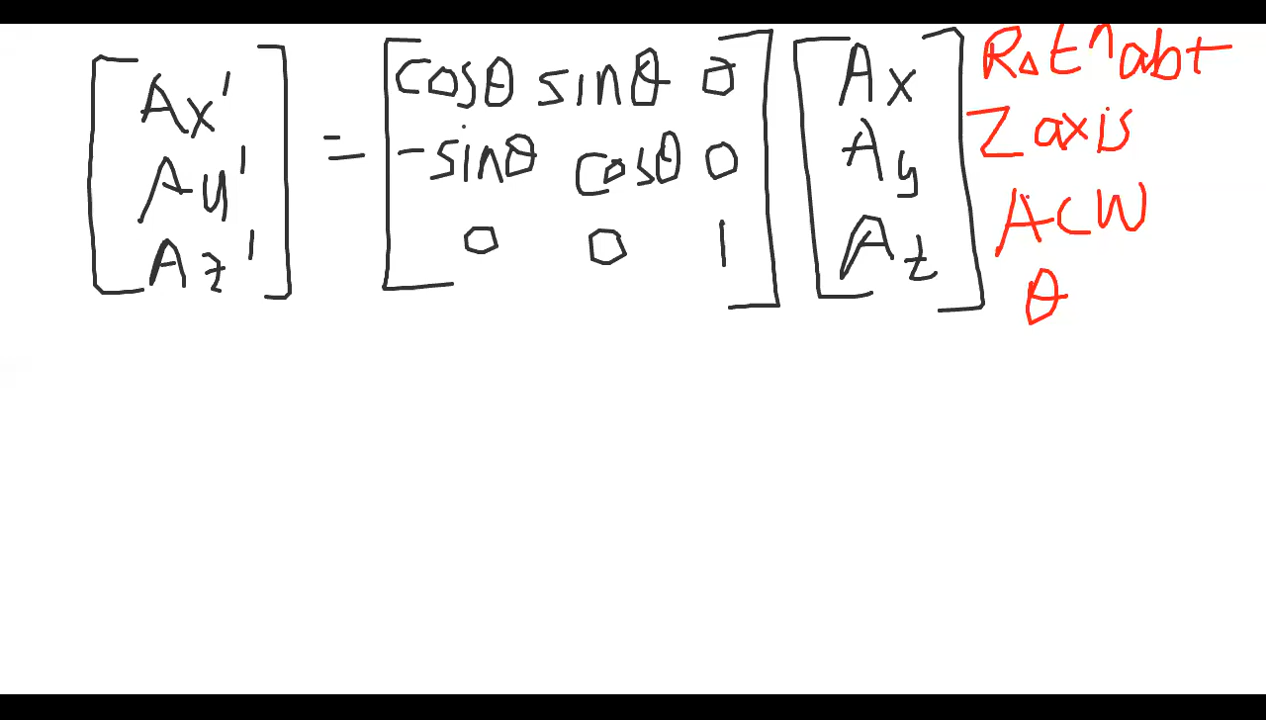 [Ax'] = [cosθ sinθ 0] [Ax]
[Ay'] [-sinθ cosθ 0] [Ay]
[Az'] [0 0 1] [Az]
Rotⁿ abt
Z axis
ACW
θ